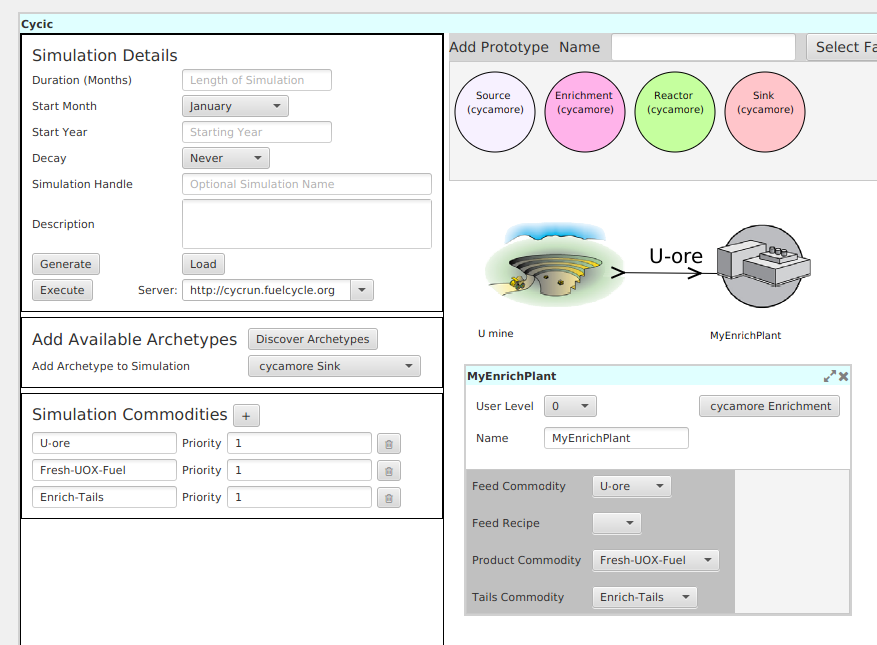 Cycic
Simulation Details
Duration (Months) Length of Simulation
Start Month January
Start Year Starting Year
Decay Never
Simulation Handle Optional Simulation Name
Description
Generate Load
Execute Server: http://cycrun.fuelcycle.org
Add Available Archetypes Discover Archetypes
Add Archetype to Simulation cycamore Sink
Simulation Commodities +
U-ore Priority 1
Fresh-UOX-Fuel Priority 1
Enrich-Tails Priority 1
Add Prototype Name Select Fa
Source (cycamore)
Enrichment (cycamore)
Reactor (cycamore)
Sink (cycamore)
U-ore
U mine
MyEnrichPlant
MyEnrichPlant
User Level 0 cycamore Enrichment
Name MyEnrichPlant
Feed Commodity U-ore
Feed Recipe
Product Commodity Fresh-UOX-Fuel
Tails Commodity Enrich-Tails